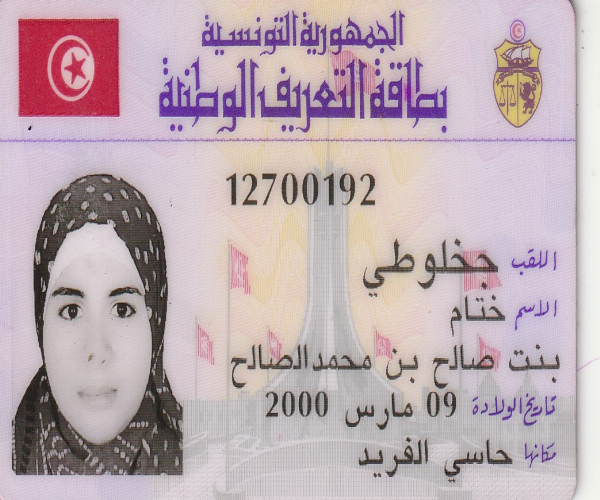 الجمهورية التونسية
بطاقة التعريف الوطنية
12700192
اللقب جخلوطي
الاسم ختام
بنت صالح بن محمد الصالح
تاريخ الولادة 09 مارس 2000
مكانها حاسي الفريد